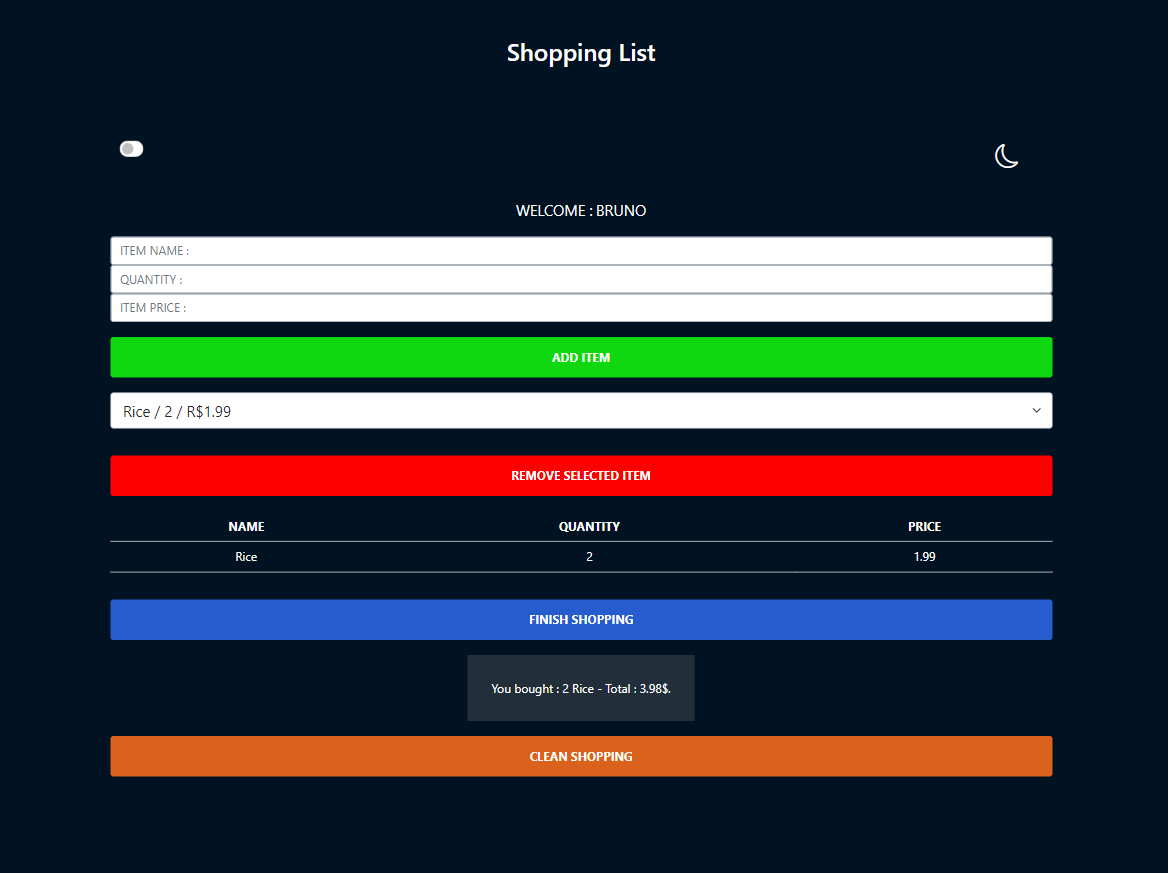 Shopping List
WELCOME : BRUNO
ITEM NAME :
QUANTITY :
ITEM PRICE :
ADD ITEM
Rice / 2 / R$1.99
REMOVE SELECTED ITEM
NAME QUANTITY PRICE
Rice 2 1.99
FINISH SHOPPING
You bought : 2 Rice - Total : 3.98$.
CLEAN SHOPPING